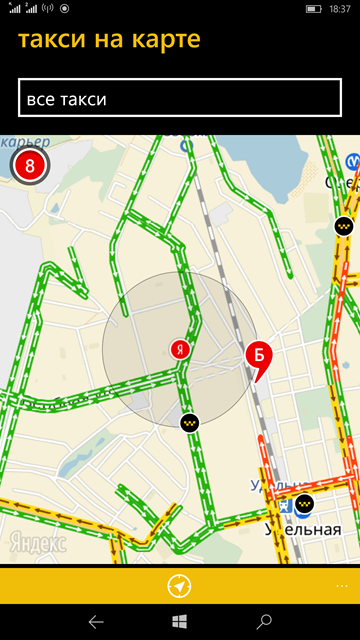 18:37
такси на карте
все такси
карьер
8
Я
Б
Удельная
Яндекс